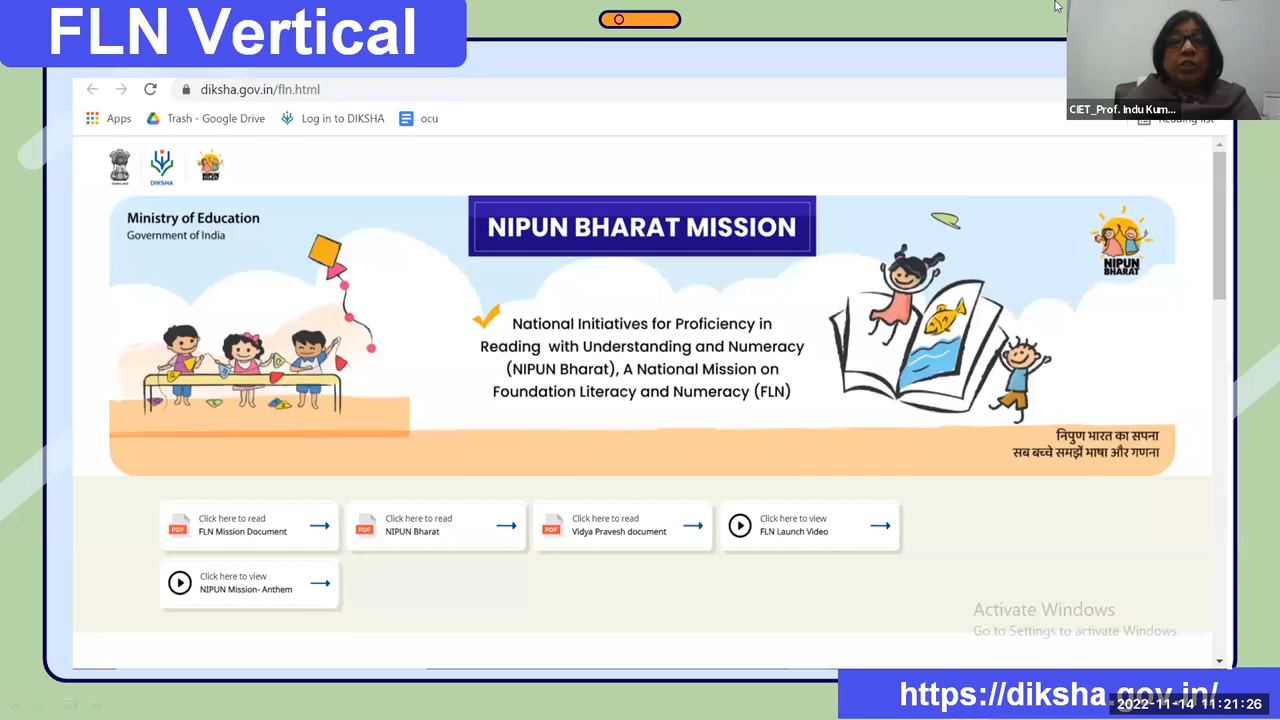 FLN Vertical
diksha.gov.in/fln.html
Apps
Trash - Google Drive
Log in to DIKSHA
ocu
CIET_Prof. Indu Kum...
Reading list
DIKSHA
Ministry of Education
Government of India
NIPUN BHARAT MISSION
NIPUN
BHARAT
National Initiatives for Proficiency in
Reading with Understanding and Numeracy
(NIPUN Bharat), A National Mission on
Foundation Literacy and Numeracy (FLN)
निपुण भारत का सपना
सब बच्चे समझें भाषा और गणना
Click here to read
FLN Mission Document
Click here to read
NIPUN Bharat
Click here to read
Vidya Pravesh document
Click here to view
FLN Launch Video
Click here to view
NIPUN Mission- Anthem
Activate Windows
Go to Settings to activate Windows.
https://diksha.gov.in/
2022-11-14 11:21:26